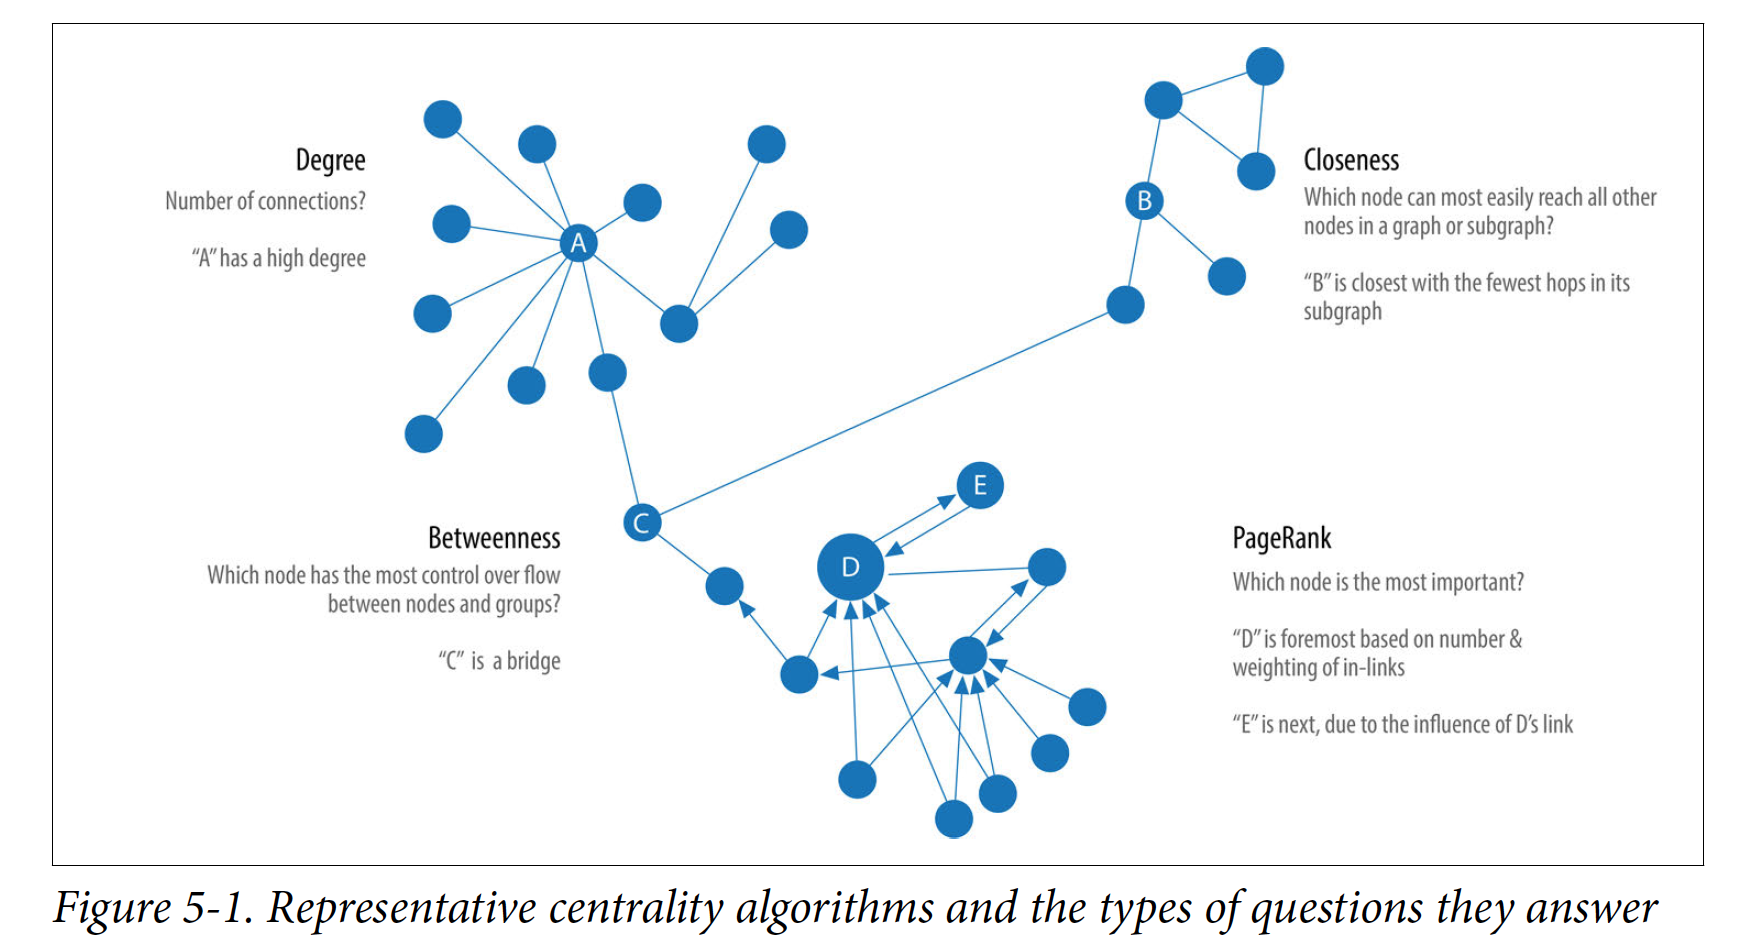 Degree
Number of connections?
“A” has a high degree
A
B
Closeness
Which node can most easily reach all other
nodes in a graph or subgraph?
“B” is closest with the fewest hops in its
subgraph
C
Betweenness
Which node has the most control over flow
between nodes and groups?
“C” is a bridge
E
D
PageRank
Which node is the most important?
“D” is foremost based on number &
weighting of in-links
“E” is next, due to the influence of D’s link
Figure 5-1. Representative centrality algorithms and the types of questions they answer